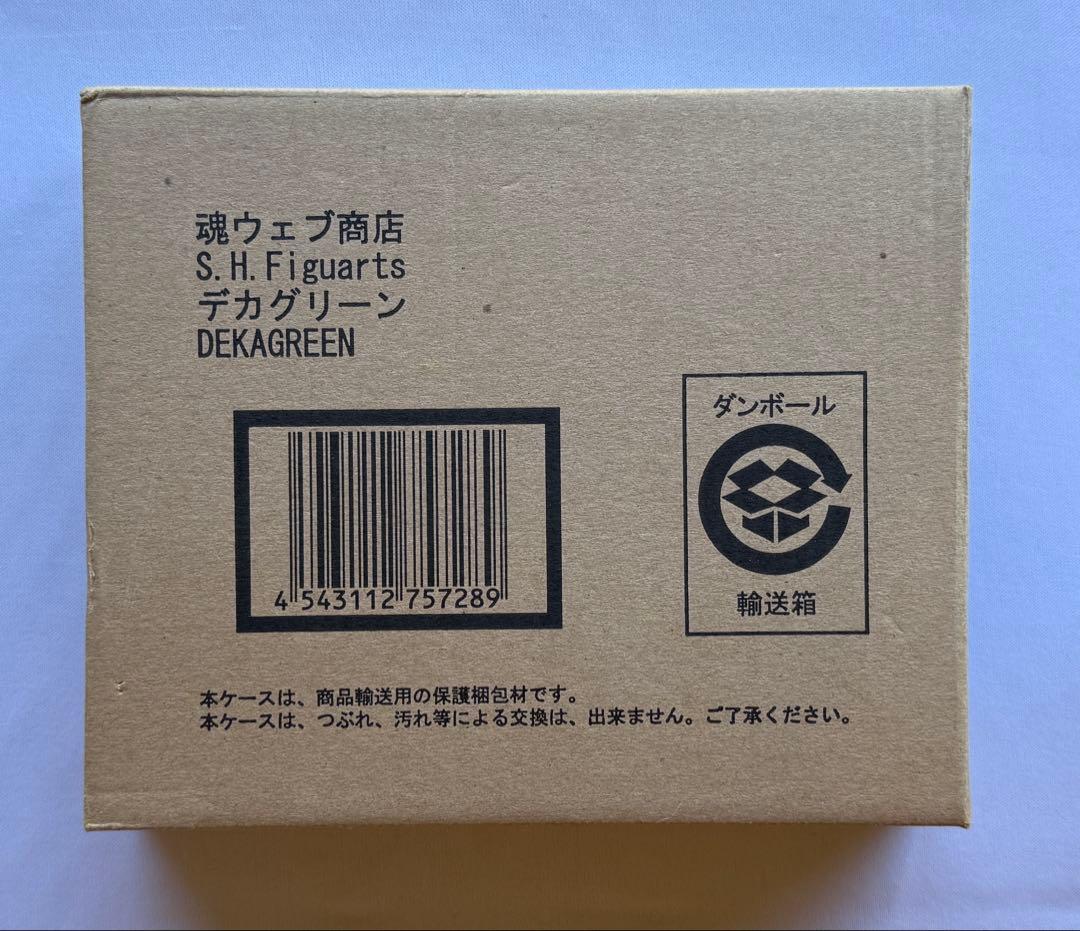 魂ウェブ商店
S.H.Figuarts
デカグリーン
DEKAGREEN
ダンボール
4 543112 757289
輸送箱
本ケースは、商品輸送用の保護梱包材です。
本ケースは、つぶれ、汚れ等による交換は、出来ません。ご了承ください。